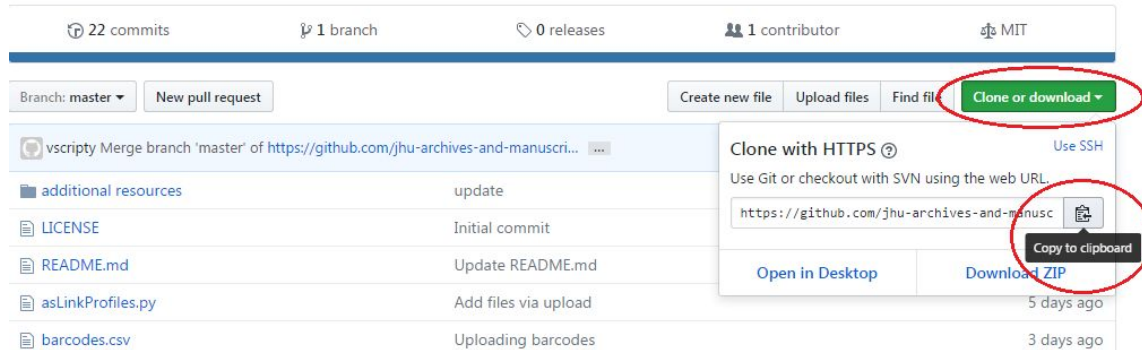 22 commits 1 branch 0 releases 1 contributor MIT
Branch: master New pull request Create new file Upload files Find file Clone or download
vscripty Merge branch 'master' of https://github.com/jhu-archives-and-manuscri... ...
Clone with HTTPS Use SSH
Use Git or checkout with SVN using the web URL.
https://github.com/jhu-archives-and-manusc
Copy to clipboard
Open in Desktop Download ZIP
additional resources update
LICENSE Initial commit
README.md Update README.md
asLinkProfiles.py Add files via upload 5 days ago
barcodes.csv Uploading barcodes 3 days ago